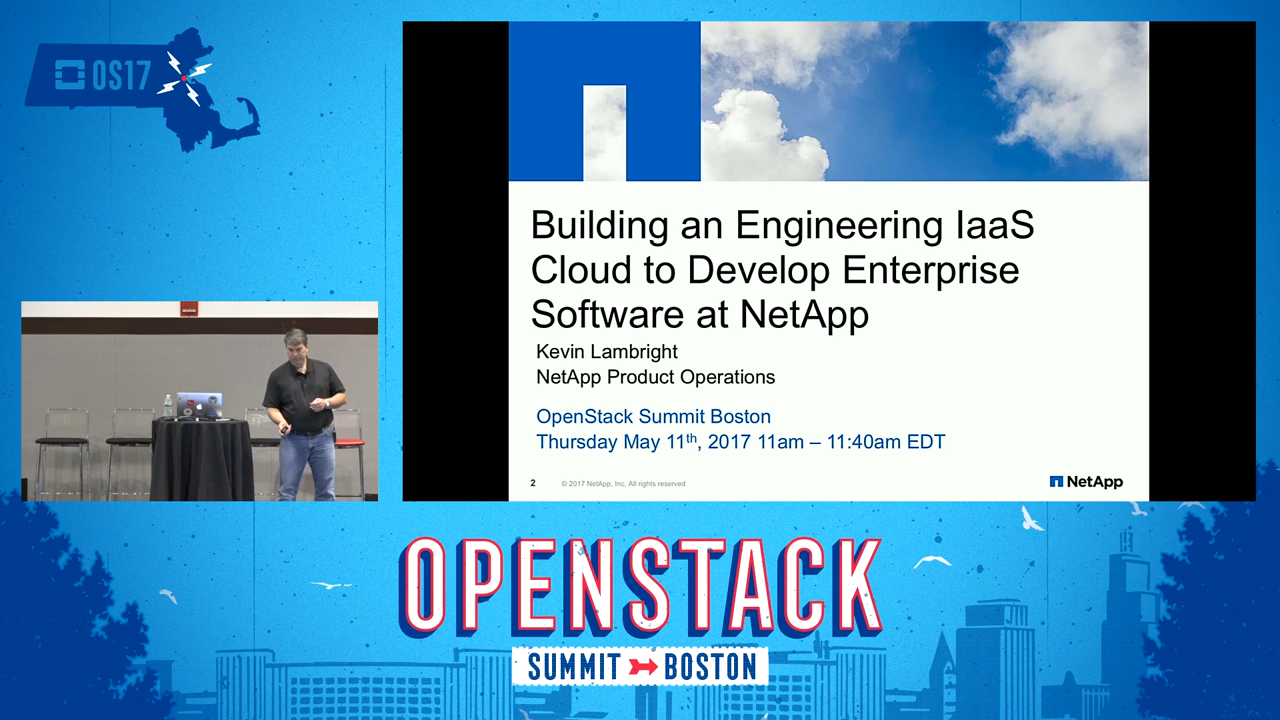 OS17
Building an Engineering IaaS
Cloud to Develop Enterprise
Software at NetApp
Kevin Lambright
NetApp Product Operations
OpenStack Summit Boston
Thursday May 11th, 2017 11am – 11:40am EDT
2 © 2017 NetApp, Inc. All rights reserved
NetApp
OPENSTACK
SUMMIT BOSTON